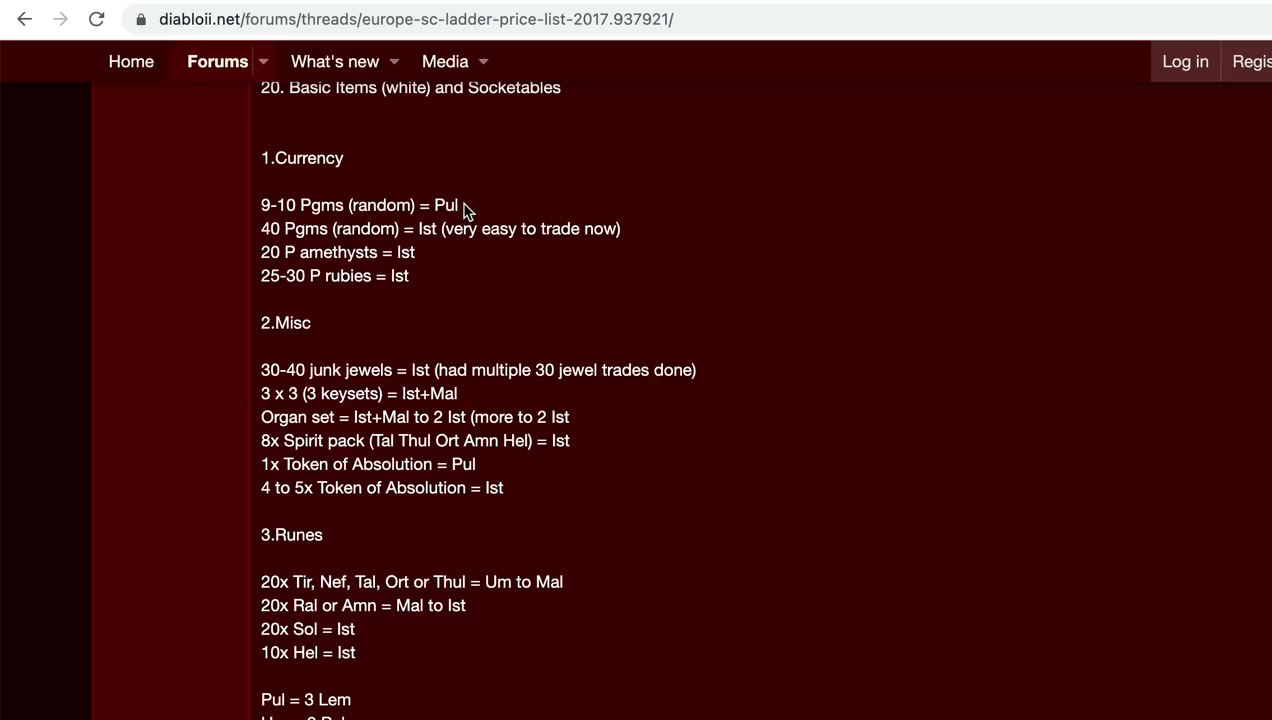 diabloii.net/forums/threads/europe-sc-ladder-price-list-2017.937921/
Home Forums What's new Media Log in Regis
20. Basic Items (white) and Socketables
1.Currency
9-10 Pgms (random) = Pul
40 Pgms (random) = Ist (very easy to trade now)
20 P amethysts = Ist
25-30 P rubies = Ist
2.Misc
30-40 junk jewels = Ist (had multiple 30 jewel trades done)
3 x 3 (3 keysets) = Ist+Mal
Organ set = Ist+Mal to 2 Ist (more to 2 Ist
8x Spirit pack (Tal Thul Ort Amn Hel) = Ist
1x Token of Absolution = Pul
4 to 5x Token of Absolution = Ist
3.Runes
20x Tir, Nef, Tal, Ort or Thul = Um to Mal
20x Ral or Amn = Mal to Ist
20x Sol = Ist
10x Hel = Ist
Pul = 3 Lem